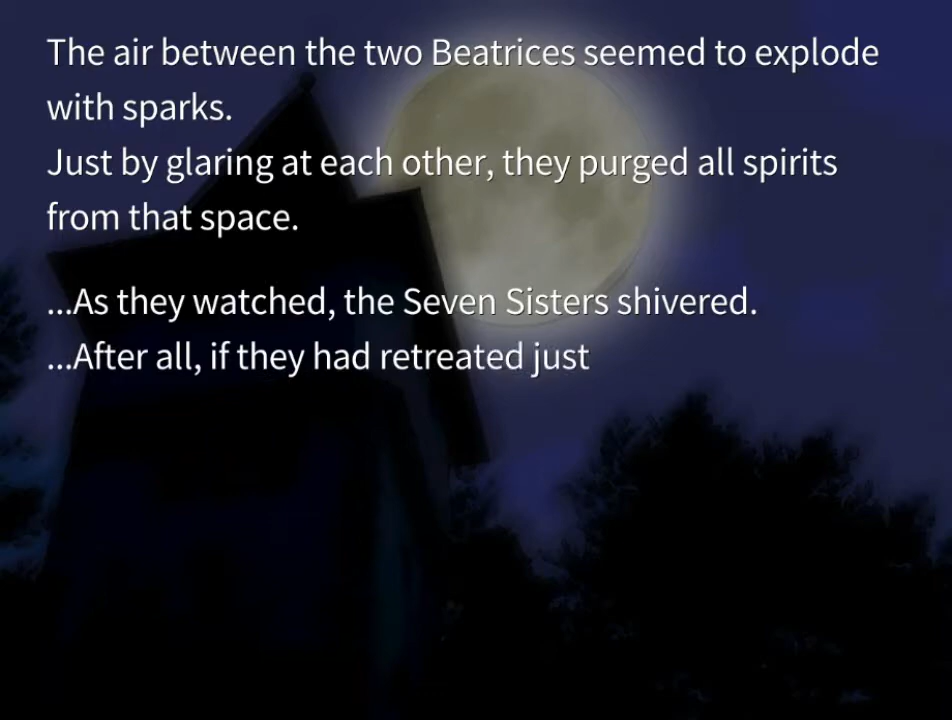 The air between the two Beatrices seemed to explode
with sparks.
Just by glaring at each other, they purged all spirits
from that space.
...As they watched, the Seven Sisters shivered.
...After all, if they had retreated just